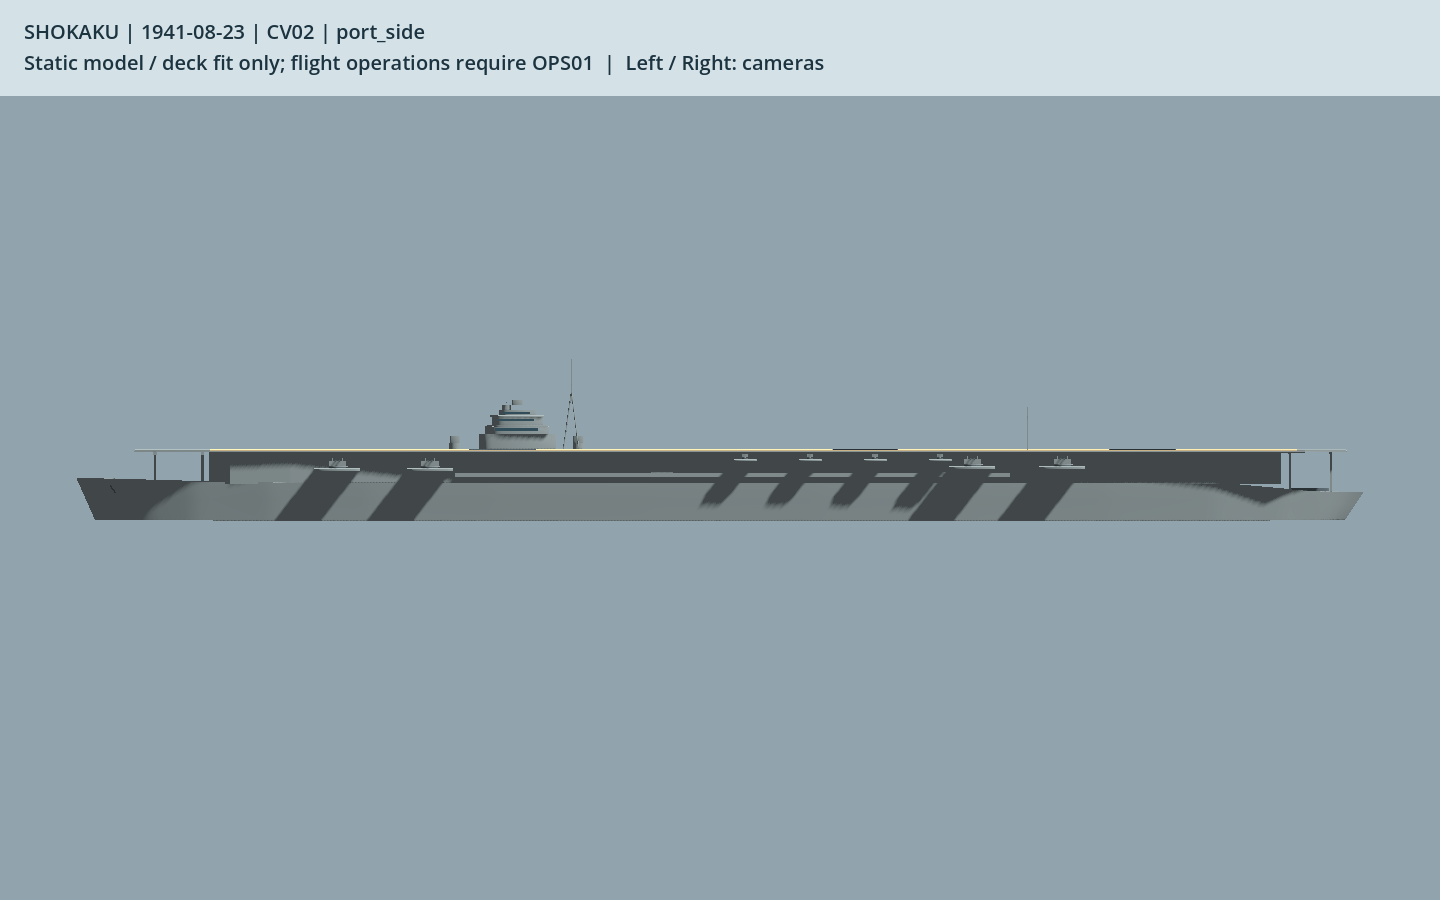 SHOKAKU | 1941-08-23 | CV02 | port_side
Static model / deck fit only; flight operations require OPS01 | Left / Right: cameras